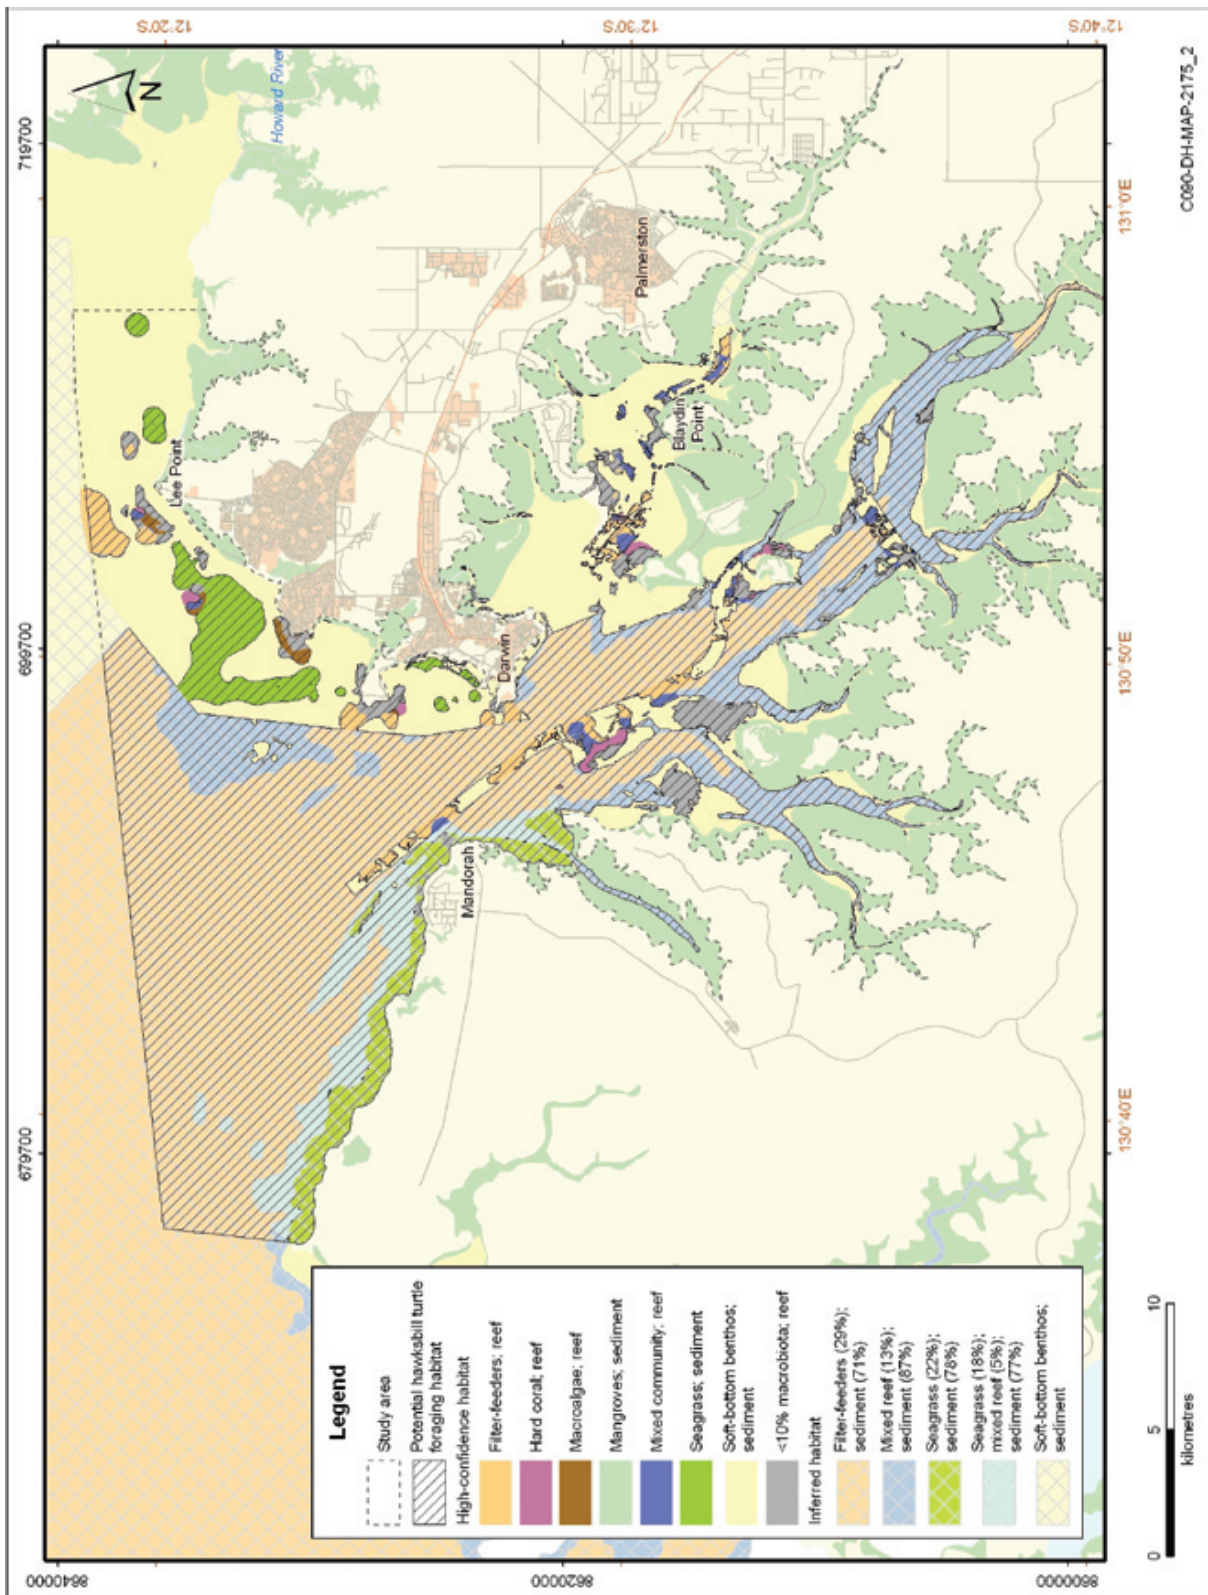 719700
699700
679700
12°20'S
12°30'S
12°40'S
N
Howard River
Lee Point
Palmerston
Blaydin
Point
Darwin
Mandorah
8640000
8620000
8600000
131°0'E
130°50'E
130°40'E
Legend
Study area
Potential hawksbill turtle
foraging habitat
High-confidence habitat
Filter-feeders; reef
Hard coral; reef
Macroalgae; reef
Mangroves; sediment
Mixed community; reef
Seagrass; sediment
Soft-bottom benthos;
sediment
<10% macrobiota; reef
Inferred habitat
Filter-feeders (29%);
sediment (71%)
Mixed reef (13%);
sediment (87%)
Seagrass (22%);
sediment (78%)
Seagrass (18%);
mixed reef (5%);
sediment (77%)
Soft-bottom benthos;
sediment
0 5 10
kilometres
C090-DH-MAP-2175_2